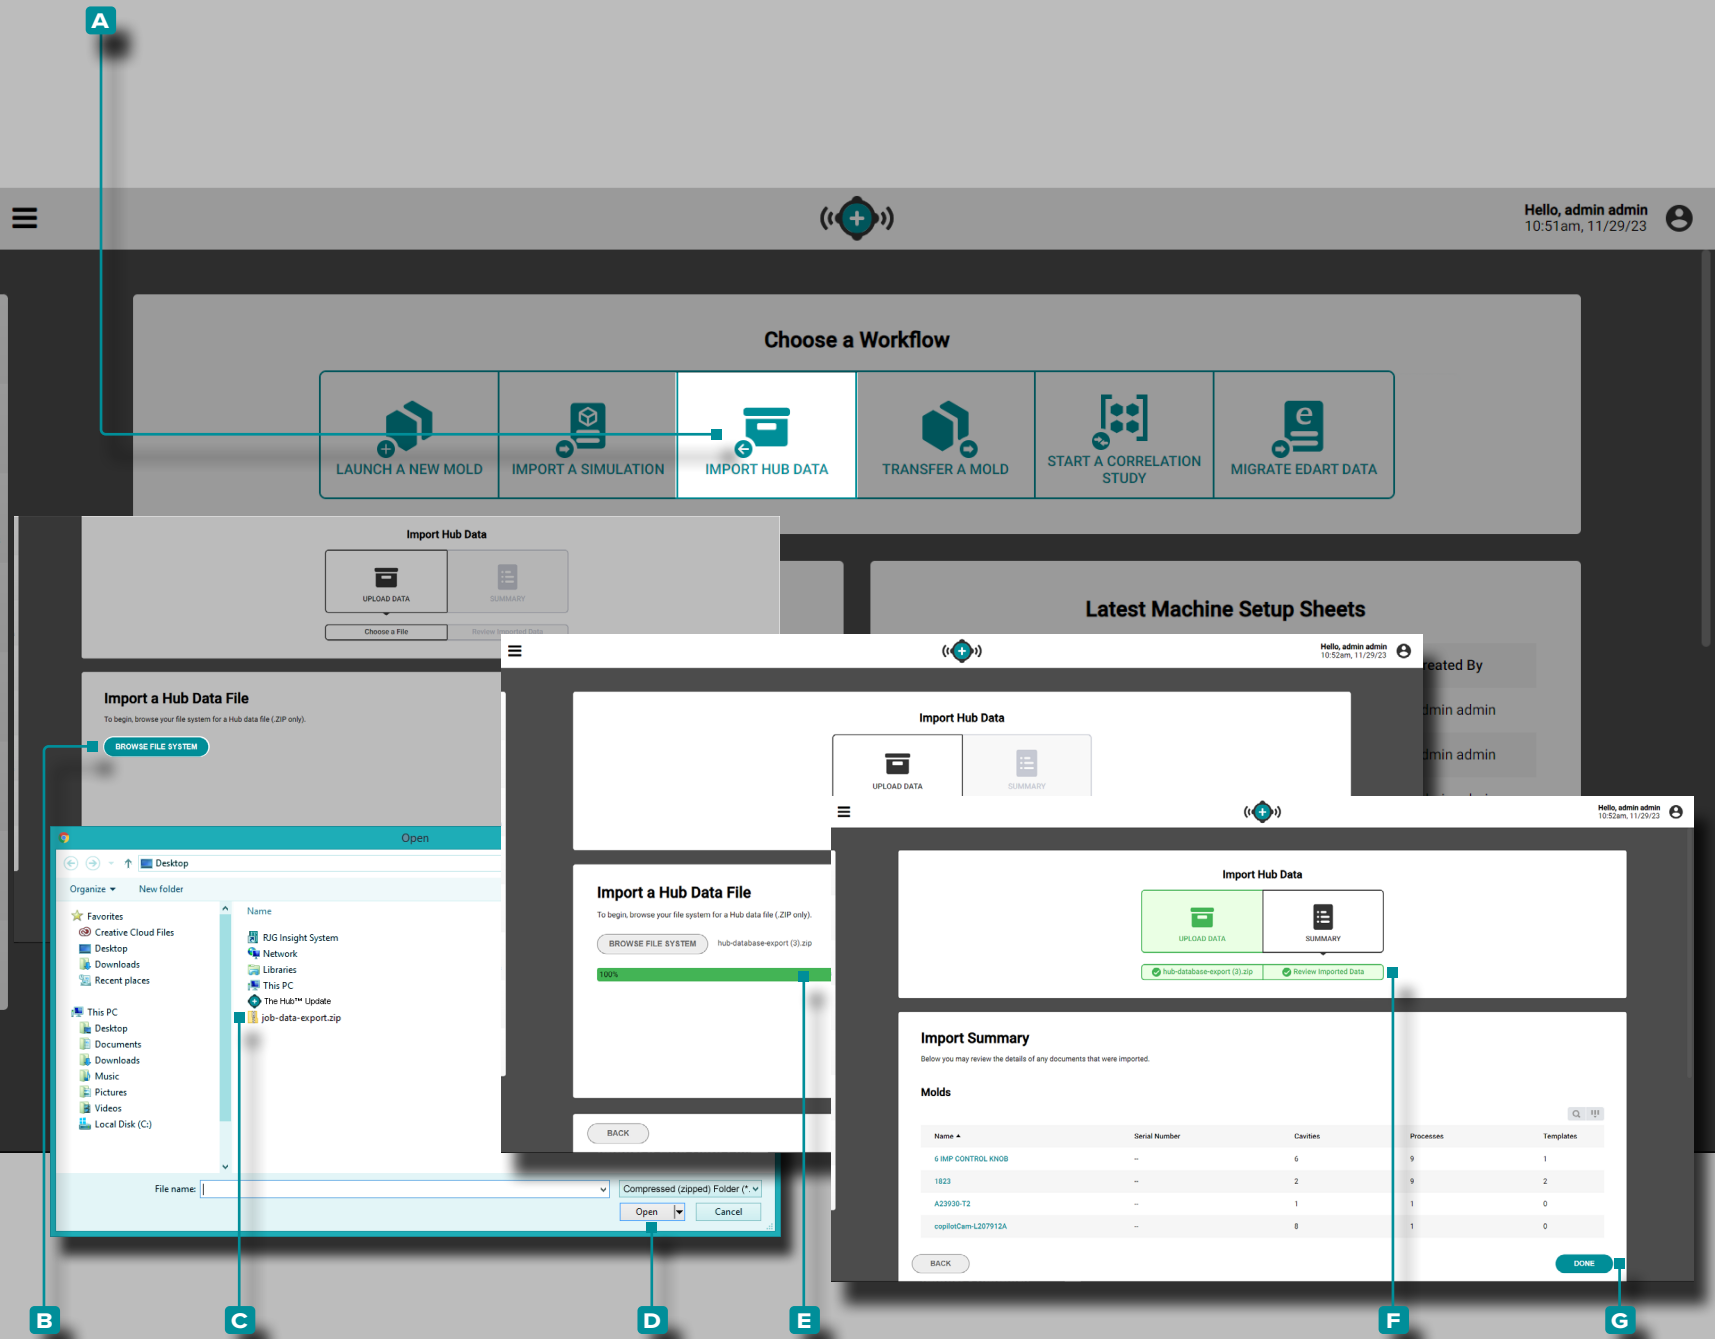 A
Hello, admin admin
10:51am, 11/29/23
Choose a Workflow
LAUNCH A NEW MOLD
IMPORT A SIMULATION
IMPORT HUB DATA
TRANSFER A MOLD
START A CORRELATION
STUDY
e
MIGRATE EDART DATA
Import Hub Data
UPLOAD DATA
SUMMARY
Choose a File
Review Imported Data
Import a Hub Data File
To begin, browse your file system for a Hub data file (.ZIP only).
BROWSE FILE SYSTEM
Latest Machine Setup Sheets
reated By
dmin admin
dmin admin
Open
Desktop
Organize
New folder
Favorites
Creative Cloud Files
Desktop
Downloads
Recent places
This PC
Desktop
Documents
Downloads
Music
Pictures
Videos
Local Disk (C:)
Name
RJG Insight System
Network
Libraries
This PC
The Hub™ Update
job-data-export.zip
File name:
Compressed (zipped) Folder (*.
Open
Cancel
Hello, admin admin
10:52am, 11/29/23
Import Hub Data
UPLOAD DATA
SUMMARY
Import a Hub Data File
To begin, browse your file system for a Hub data file (.ZIP only).
BROWSE FILE SYSTEM hub-database-export (3).zip
100%
BACK
Hello, admin admin
10:52am, 11/29/23
Import Hub Data
UPLOAD DATA
SUMMARY
hub-database-export (3).zip
Review Imported Data
Import Summary
Below you may review the details of any documents that were imported.
Molds
Name Serial Number Cavities Processes Templates
6 IMP CONTROL KNOB -- 6 9 1
1823 -- 2 9 2
A23930-T2 -- 1 1 0
copilotCam-L207912A -- 8 1 0
BACK
DONE
B
C
D
E
F
G